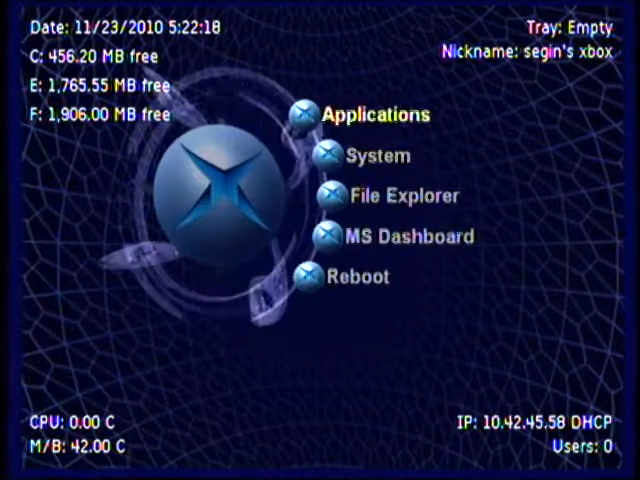 Date: 11/23/2010 5:22:18
Tray: Empty
C: 456.20 MB free
Nickname: segin's xbox
E: 1,765.55 MB free
F: 1,906.00 MB free
Applications
System
File Explorer
MS Dashboard
Reboot
CPU: 0.00 C
IP: 10.42.45.58 DHCP
M/B: 42.00 C
Users: 0